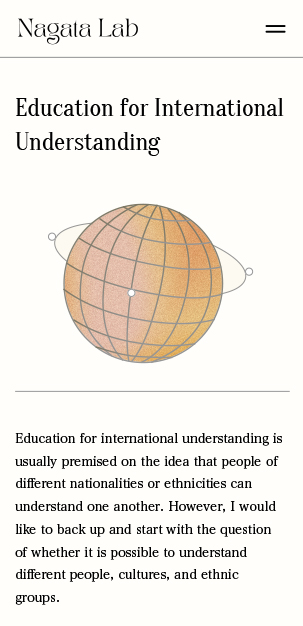 Nagata Lab
Education for International
Understanding
Education for international understanding is
usually premised on the idea that people of
different nationalities or ethnicities can
understand one another. However, I would
like to back up and start with the question
of whether it is possible to understand
different people, cultures, and ethnic
groups.